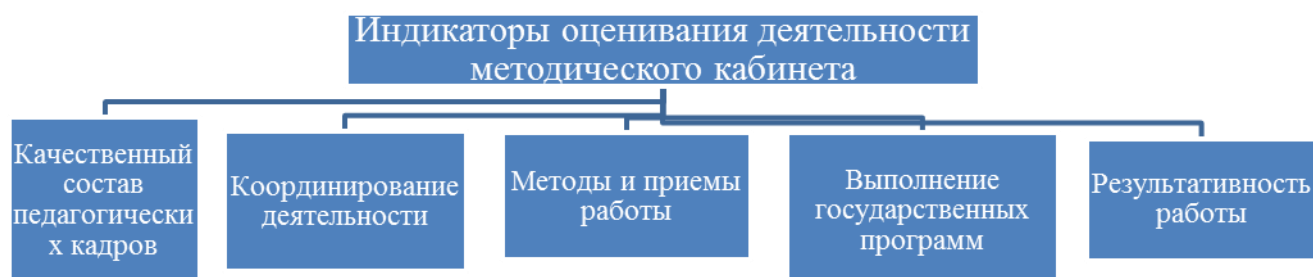 Индикаторы оценивания деятельности
методического кабинета
Качественный
состав
педагогически
х кадров
Координирование
деятельности
Методы и приемы
работы
Выполнение
государственных
программ
Результативность
работы